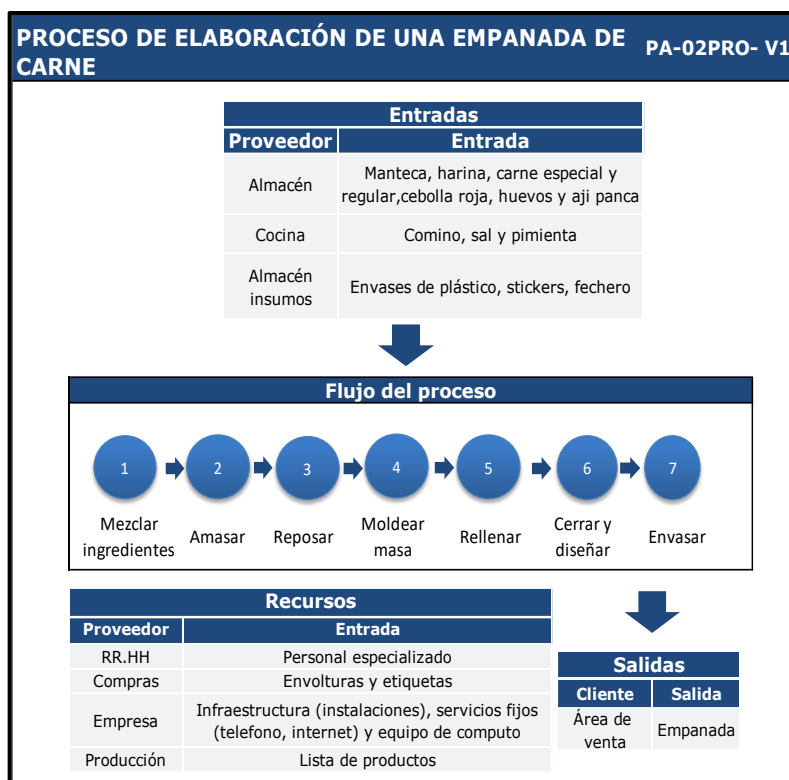 PROCESO DE ELABORACIÓN DE UNA EMPANADA DE
CARNE
PA-02PRO- V1
Entradas
Proveedor Entrada
Almacén
Manteca, harina, carne especial y
regular,cebolla roja, huevos y aji panca
Cocina Comino, sal y pimienta
Almacén
insumos
Envases de plástico, stickers, fechero
Flujo del proceso
1 2 3 4 5 6 7
Mezclar
ingredientes
Amasar
Reposar
Moldear
masa
Rellenar
Cerrar y
diseñar
Envasar
Recursos
Proveedor Entrada
RR.HH Personal especializado
Compras Envolturas y etiquetas
Empresa
Infraestructura (instalaciones), servicios fijos
(telefono, internet) y equipo de computo
Producción Lista de productos
Salidas
Cliente Salida
Área de
venta
Empanada